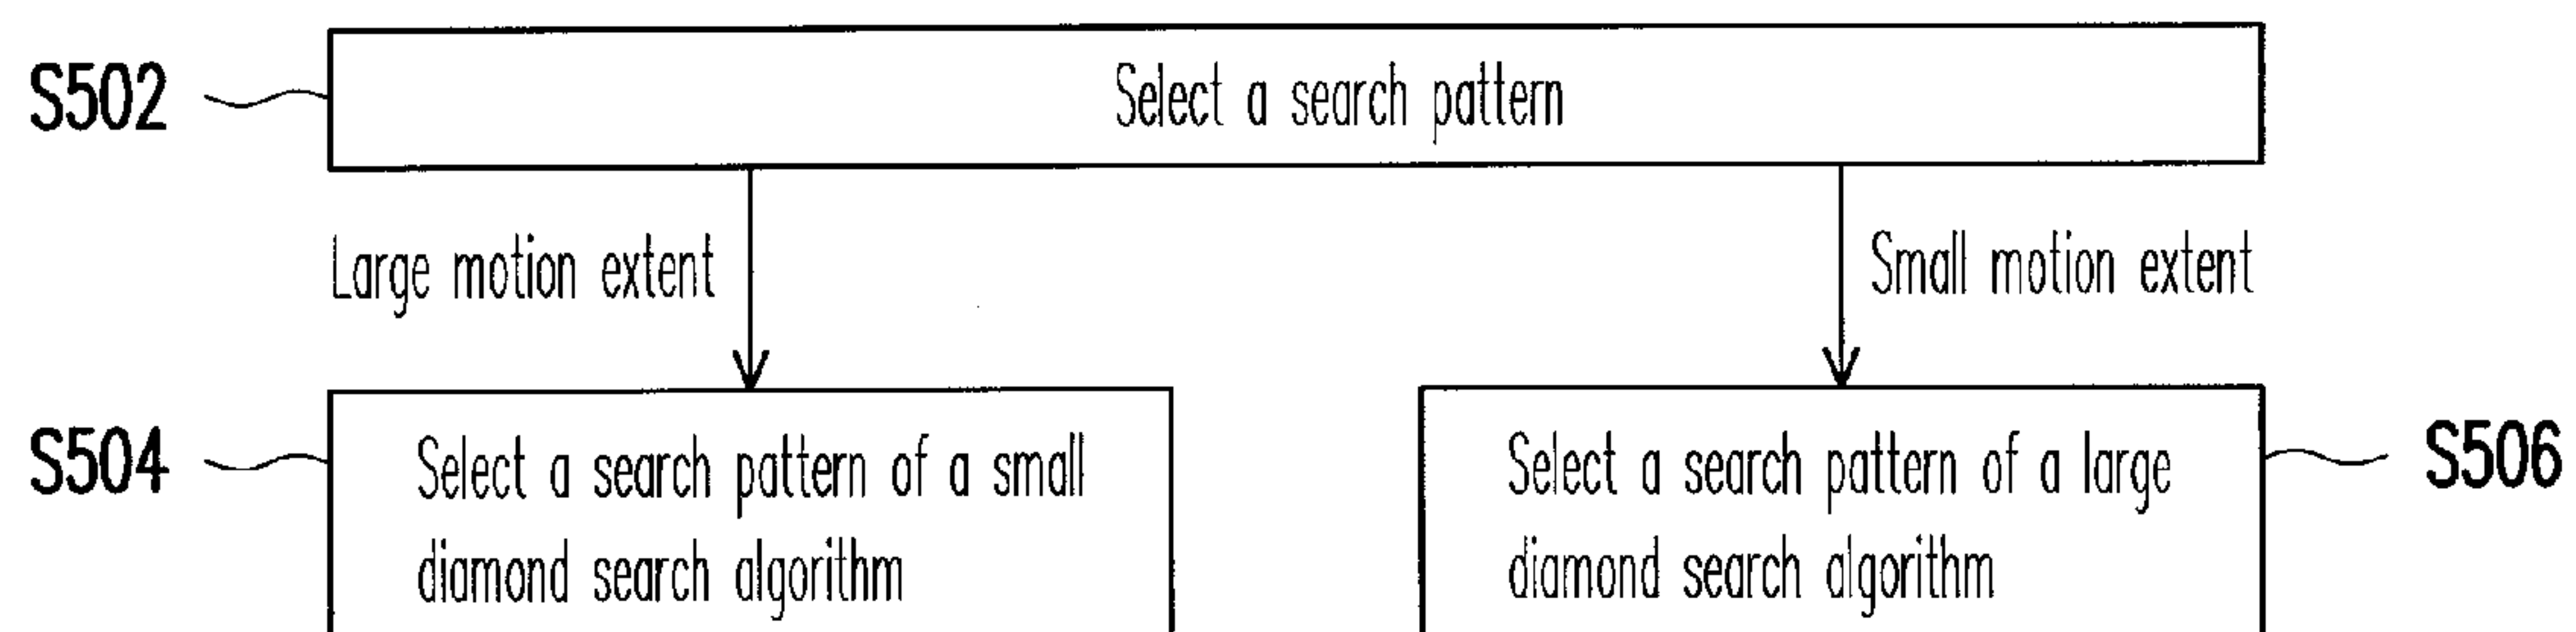 S502
Select a search pattern
Large motion extent
Small motion extent
S504
Select a search pattern of a small
diamond search algorithm
Select a search pattern of a large
diamond search algorithm
S506